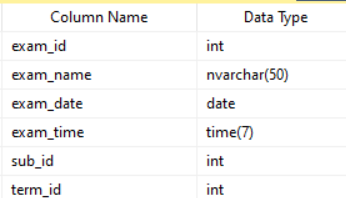 Column Name Data Type
exam_id int
exam_name nvarchar(50)
exam_date date
exam_time time(7)
sub_id int
term_id int